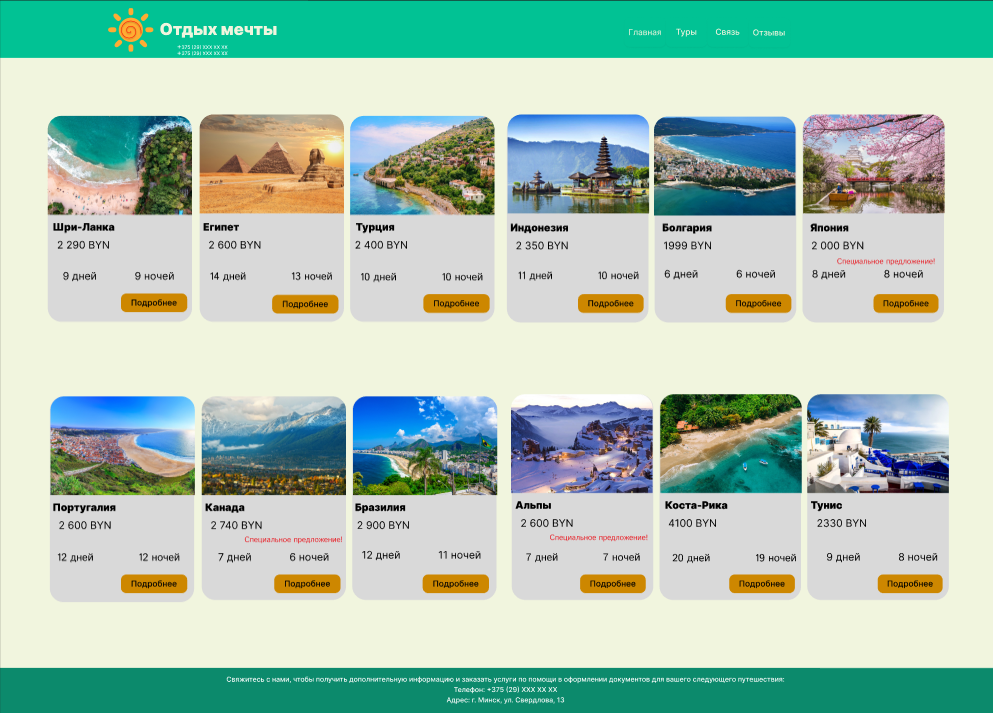 Отдых мечты
+375 (29) XXX XX XX
+375 (29) XXX XX XX
Главная Туры Связь Отзывы
Шри-Ланка
2 290 BYN
9 дней 9 ночей
Подробнее
Египет
2 600 BYN
14 дней 13 ночей
Подробнее
Турция
2 400 BYN
10 дней 10 ночей
Подробнее
Индонезия
2 350 BYN
11 дней 10 ночей
Подробнее
Болгария
1999 BYN
6 дней 6 ночей
Подробнее
Япония
2 000 BYN
Специальное предложение!
8 дней 8 ночей
Подробнее
Португалия
2 600 BYN
12 дней 12 ночей
Подробнее
Канада
2 740 BYN
Специальное предложение!
7 дней 6 ночей
Подробнее
Бразилия
2 900 BYN
12 дней 11 ночей
Подробнее
Альпы
2 600 BYN
Специальное предложение!
7 дней 7 ночей
Подробнее
Коста-Рика
4100 BYN
20 дней 19 ночей
Подробнее
Тунис
2330 BYN
9 дней 8 ночей
Подробнее
Свяжитесь с нами, чтобы получить дополнительную информацию и заказать услуги по помощи в оформлении документов для вашего следующего путешествия:
Телефон: +375 (29) XXX XX XX
Адрес: г. Минск, ул. Свердлова, 13